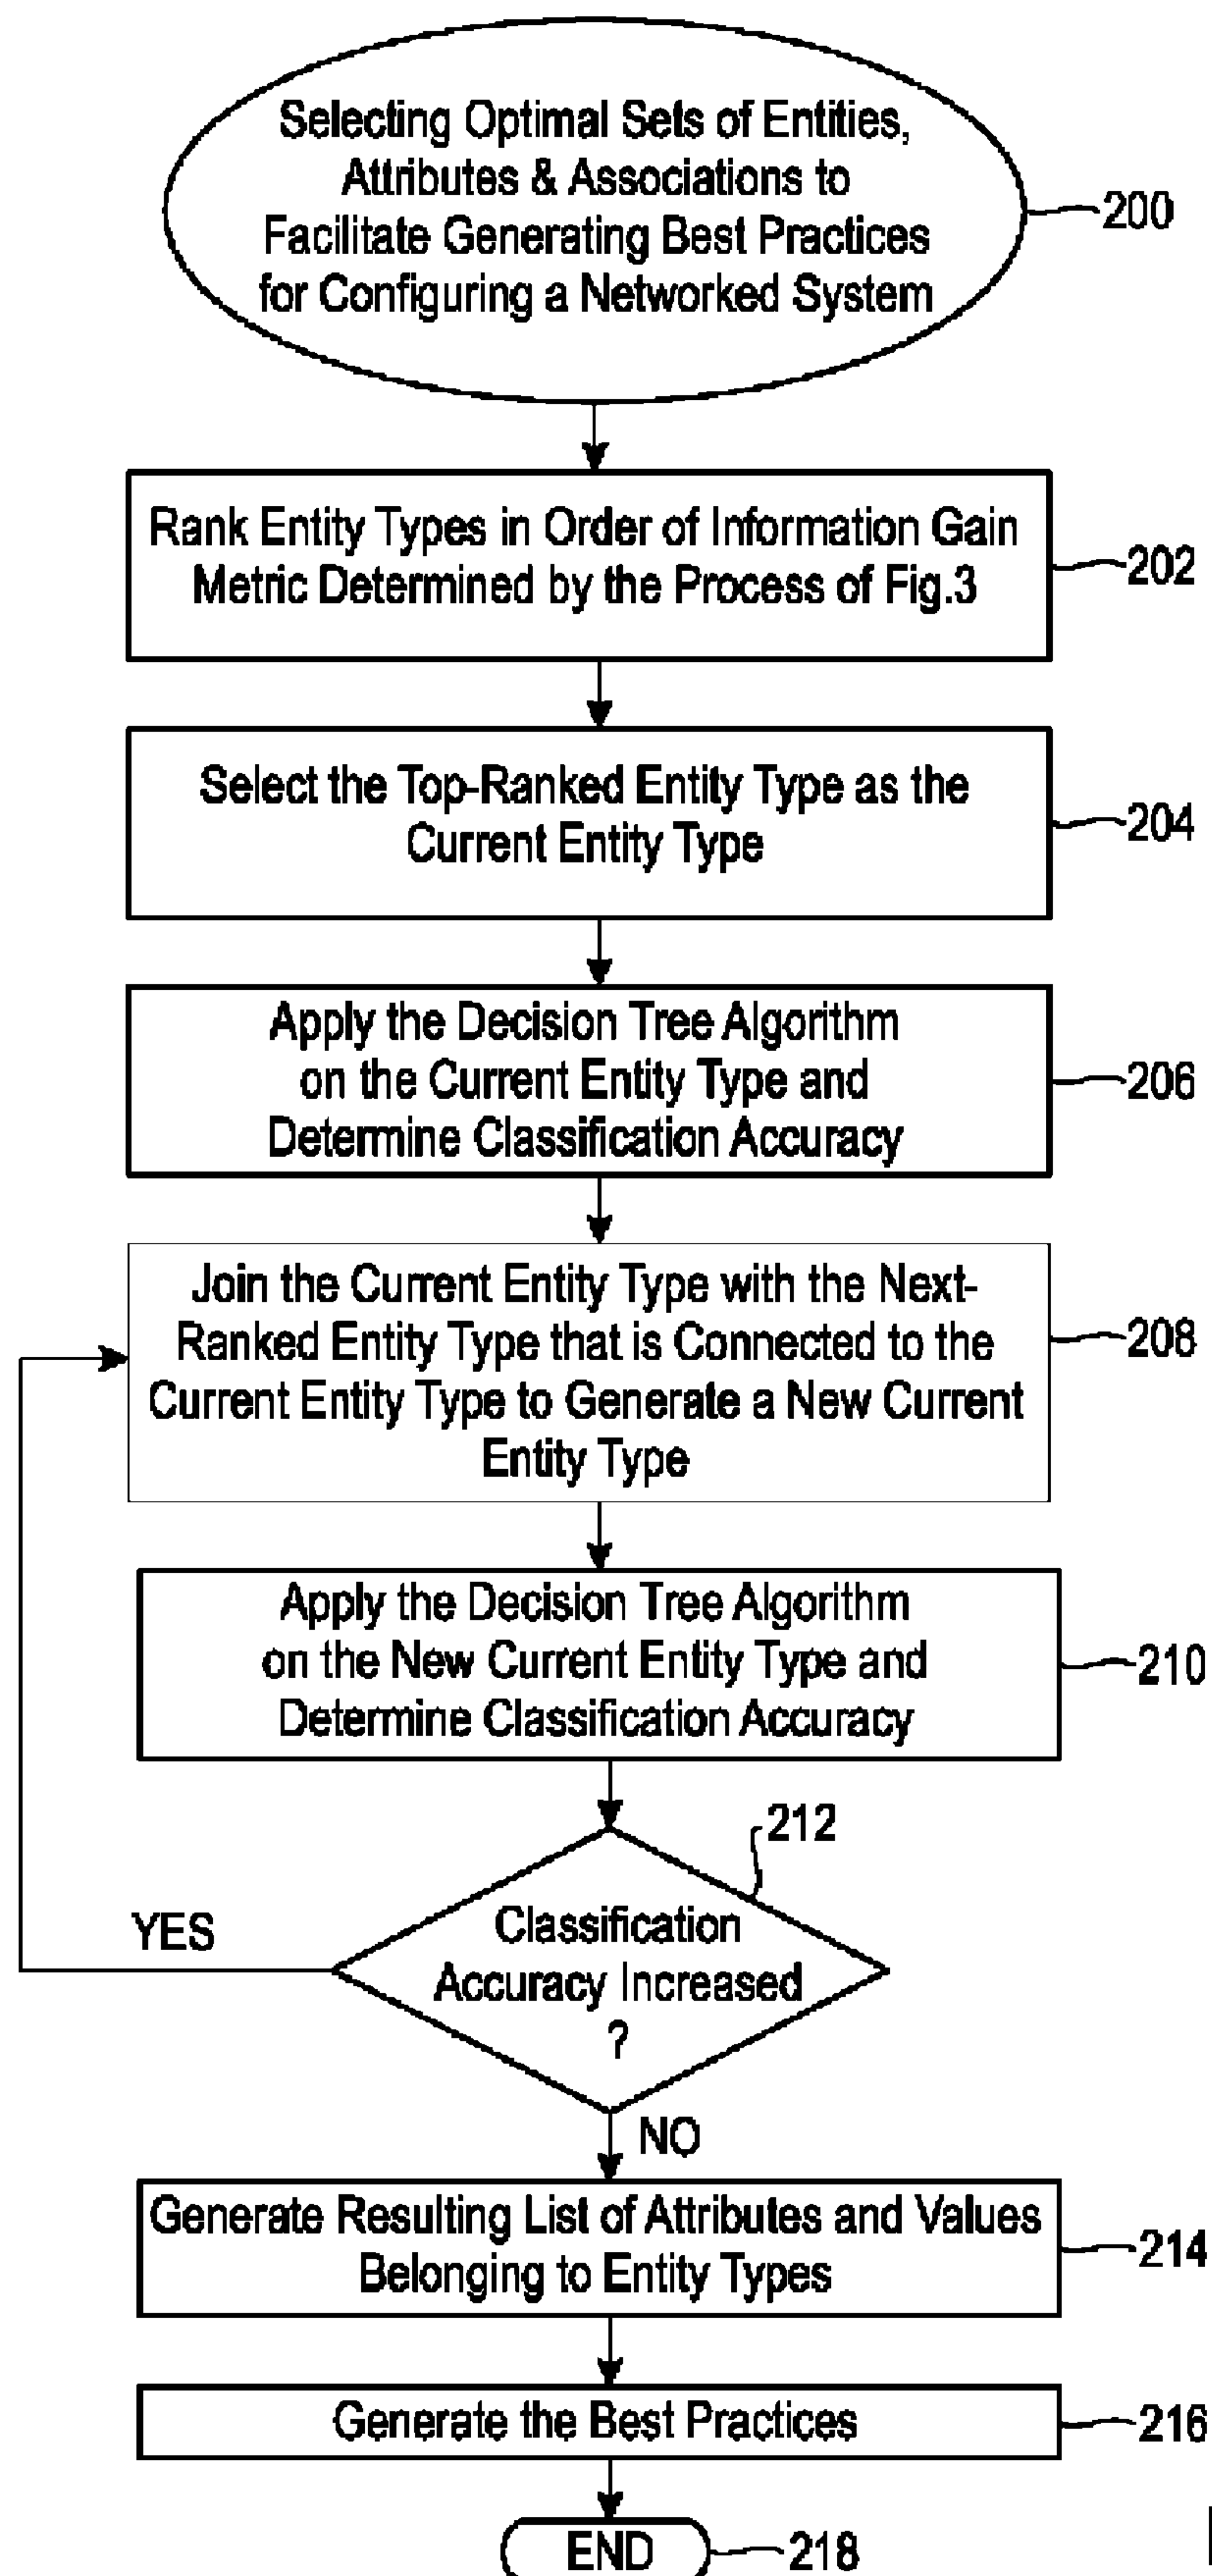 Selecting Optimal Sets of Entities,
Attributes & Associations to
Facilitate Generating Best Practices
for Configuring a Networked System
200
Rank Entity Types in Order of Information Gain
Metric Determined by the Process of Fig.3
202
Select the Top-Ranked Entity Type as the
Current Entity Type
204
Apply the Decision Tree Algorithm
on the Current Entity Type and
Determine Classification Accuracy
206
Join the Current Entity Type with the Next-
Ranked Entity Type that is Connected to the
Current Entity Type to Generate a New Current
Entity Type
208
Apply the Decision Tree Algorithm
on the New Current Entity Type and
Determine Classification Accuracy
210
212
Classification
Accuracy Increased
?
YES
NO
Generate Resulting List of Attributes and Values
Belonging to Entity Types
214
Generate the Best Practices
216
END
218